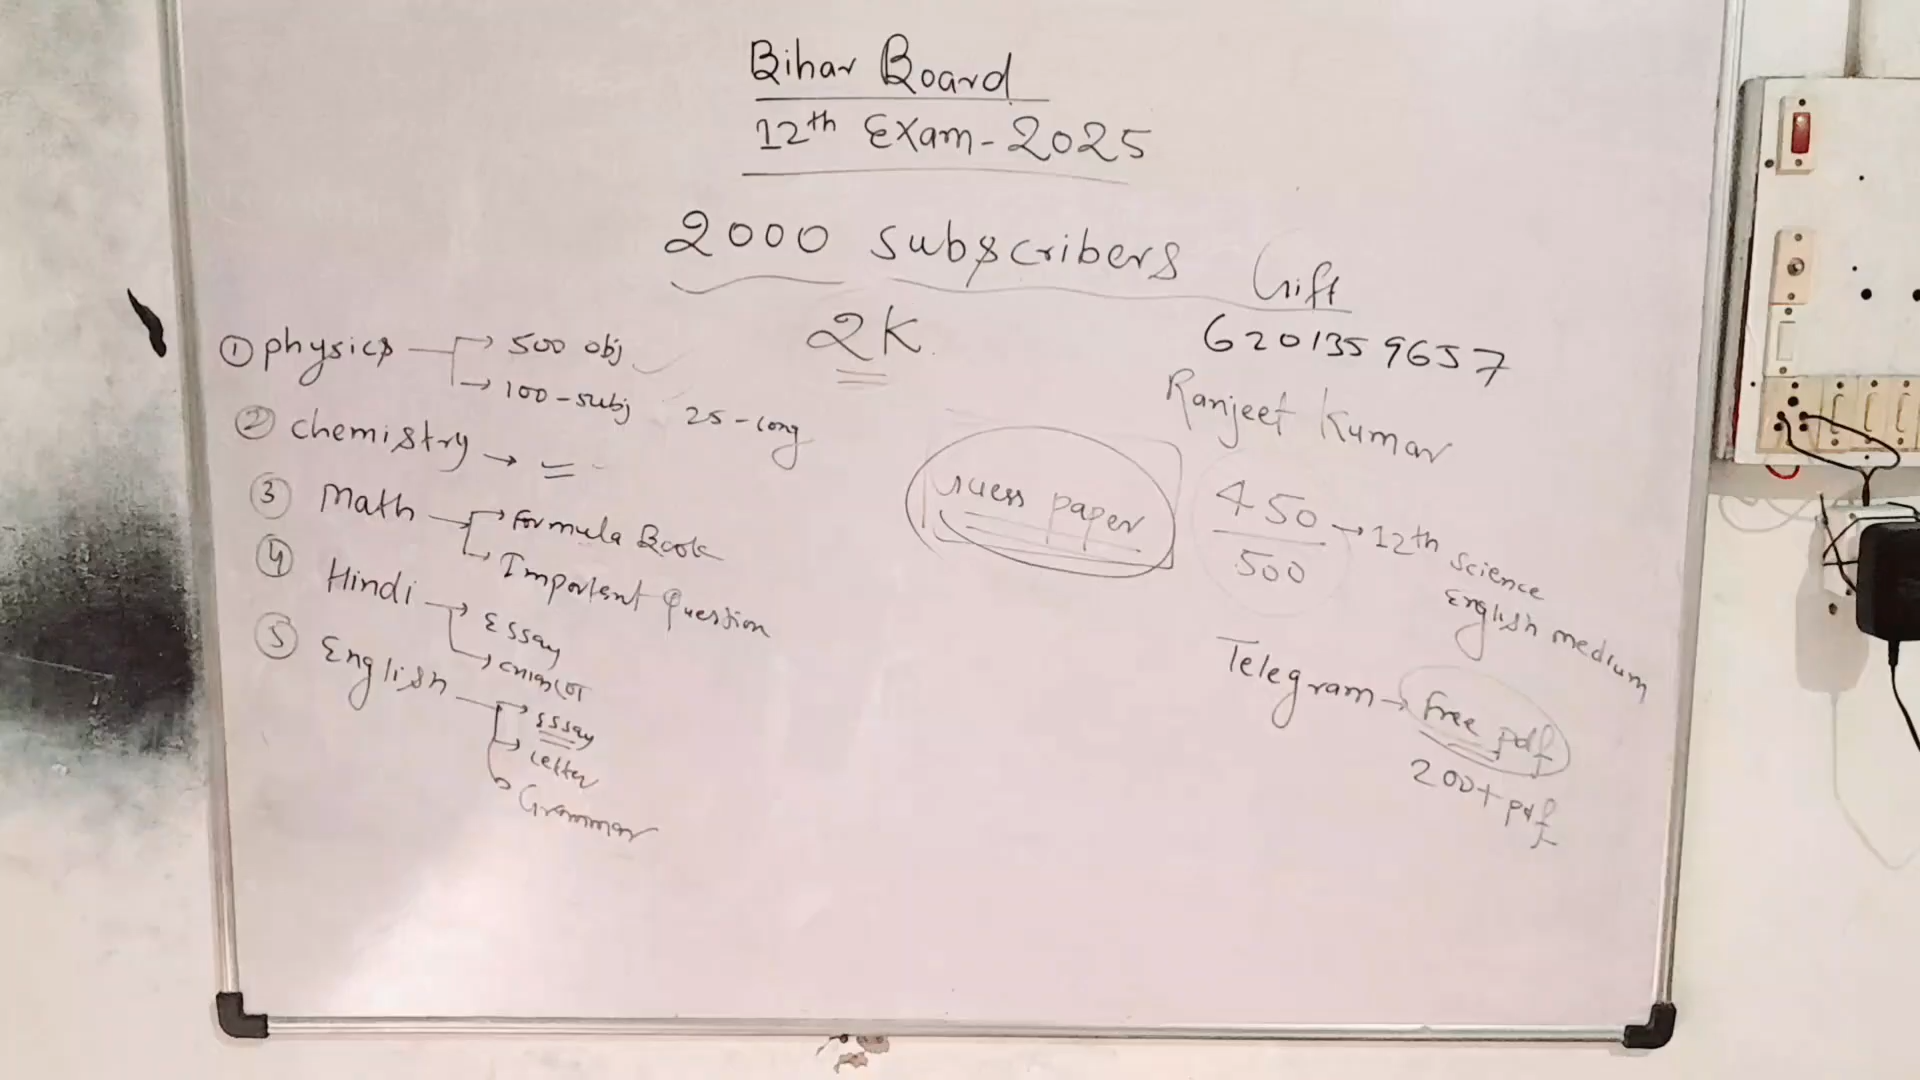 Bihar Board
12th Exam-2025
2000 subscribers Gift
2K
6201359657
Ranjeet Kumar
① physics → 500 obj
→ 100-subj 25-long
② chemistry → =
③ Math → Formula Book
→ Important Question
④ Hindi → Essay
⑤ English → Essay
→ Letter
→ Grammar
Guess paper
450 → 12th science
500
English medium
Telegram → Free pdf
200+ pdf